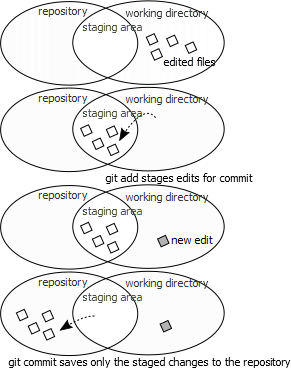 repository
working directory
staging area
edited files
repository
working directory
staging area
git add stages edits for commit
repository
working directory
staging area
new edit
repository
working directory
staging area
git commit saves only the staged changes to the repository